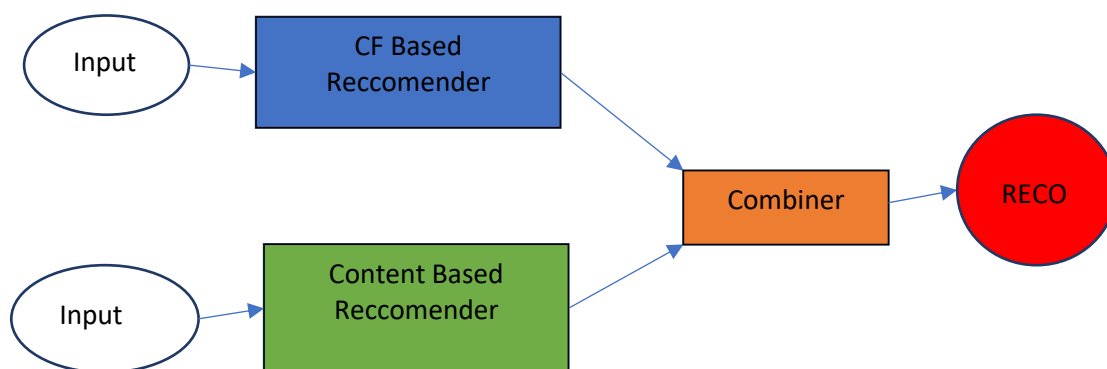 Input
CF Based
Reccomender
Combiner
RECO
Input
Content Based
Reccomender